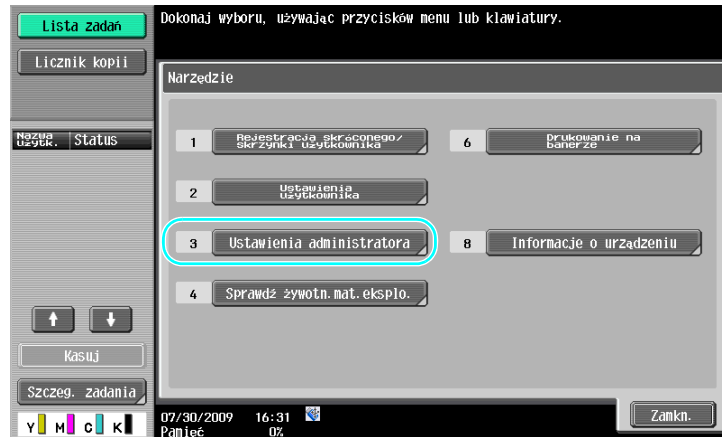 Lista zadań
Dokonaj wyboru, używając przycisków menu lub klawiatury.
Licznik kopii
Narzędzie
Nazwa użytk.
Status
1 Rejestracja skróconego/
skrzynki użytkownika
6 Drukowanie na
banerze
2 Ustawienia
użytkownika
3 Ustawienia administratora
8 Informacje o urządzeniu
4 Sprawdź żywotn.mat.eksplo.
Kasuj
Szczeg. zadania
Y M C K
07/30/2009 16:31
Pamięć 0%
Zamkn.